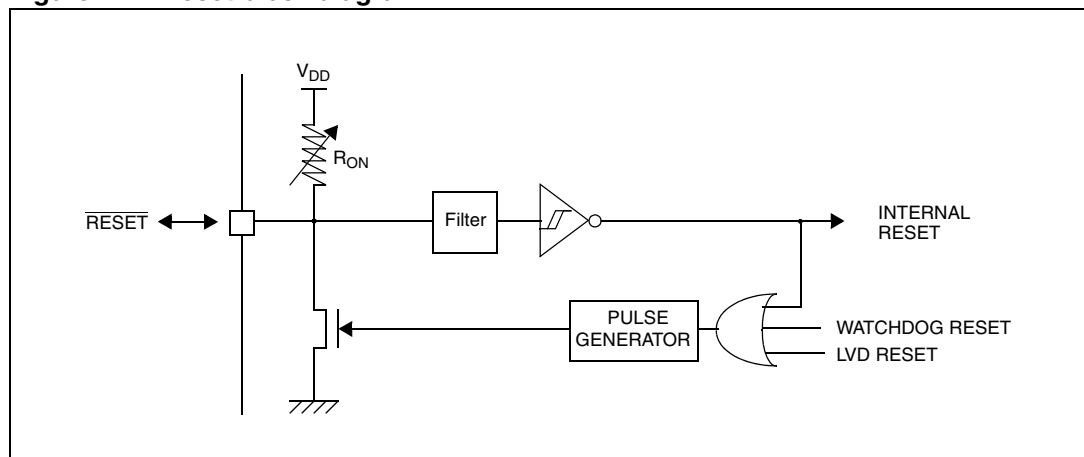 V_DD
R_ON
RESET
Filter
INTERNAL
RESET
PULSE
GENERATOR
WATCHDOG RESET
LVD RESET